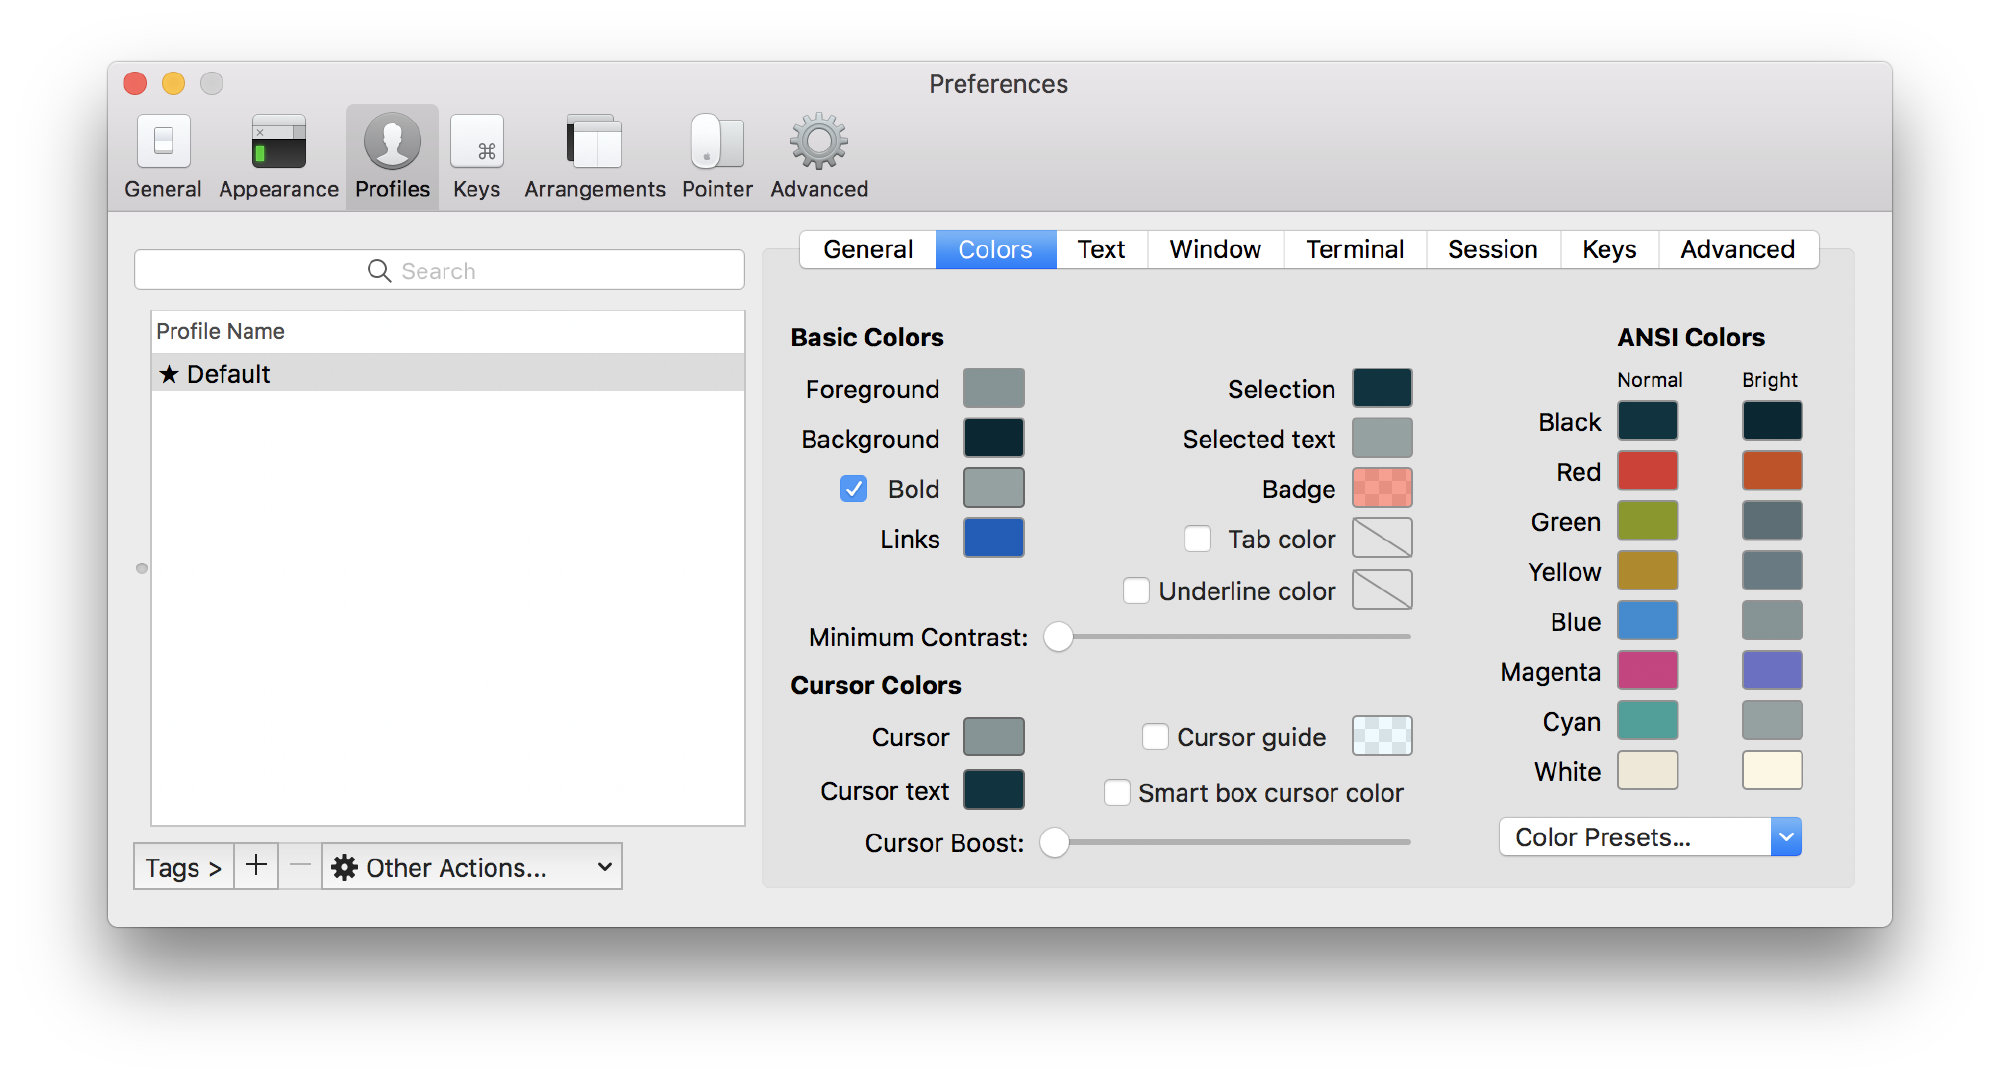 Preferences
General Appearance Profiles Keys Arrangements Pointer Advanced
Search
Profile Name
★ Default
Tags > + − Other Actions...
General Colors Text Window Terminal Session Keys Advanced
Basic Colors
Foreground
Background
Bold
Links
Selection
Selected text
Badge
Tab color
Underline color
Minimum Contrast:
Cursor Colors
Cursor
Cursor text
Cursor guide
Smart box cursor color
Cursor Boost:
ANSI Colors
Normal Bright
Black
Red
Green
Yellow
Blue
Magenta
Cyan
White
Color Presets...